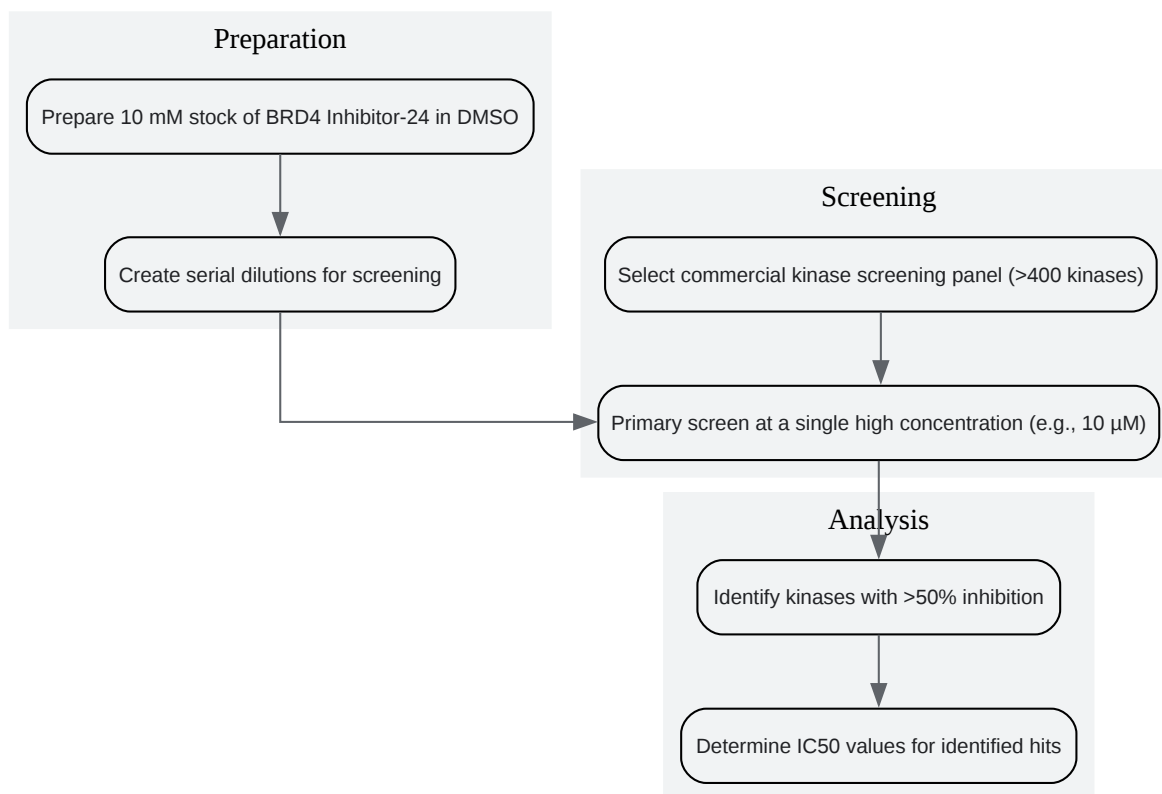 Preparation
Prepare 10 mM stock of BRD4 Inhibitor-24 in DMSO
Create serial dilutions for screening
Screening
Select commercial kinase screening panel (>400 kinases)
Primary screen at a single high concentration (e.g., 10 µM)
Analysis
Identify kinases with >50% inhibition
Determine IC50 values for identified hits